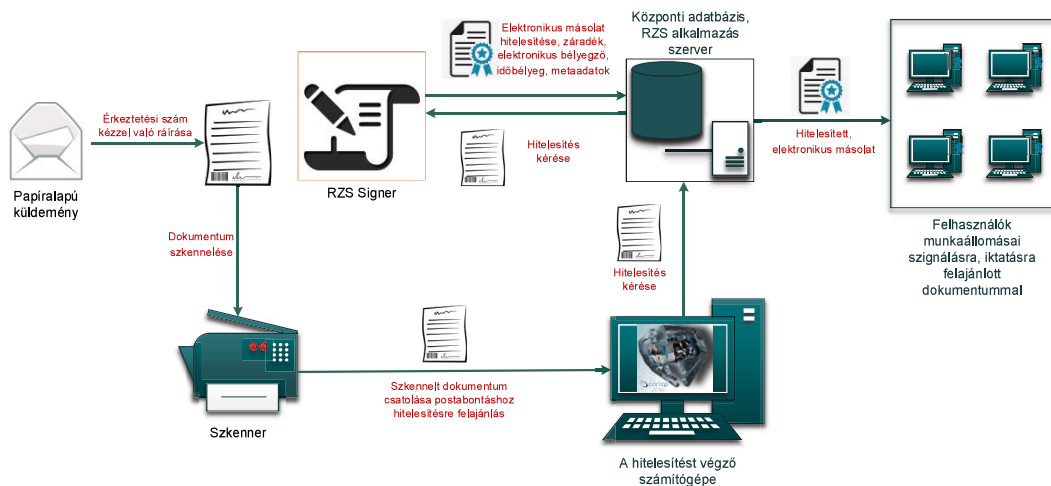 Elektronikus másolat
hitelesítése, záradék,
elektronikus bélyegző,
időbélyeg, metaadatok
Központi adatbázis,
RZS alkalmazás
szerver
Érkeztetési szám
kézzel való ráírása
Papíralapú
küldemény
RZS Signer
Hitelesítés
kérése
Hitelesített,
elektronikus másolat
Felhasználók
munkaállomásai
szignálásra, iktatásra
felajánlott
dokumentummal
Dokumentum
szkennelése
Hitelesítés
kérése
Szkennelt dokumentum
csatolása postabontáshoz
hitelesítésre felajánlás
Szkenner
A hitelesítést végző
számítógépe